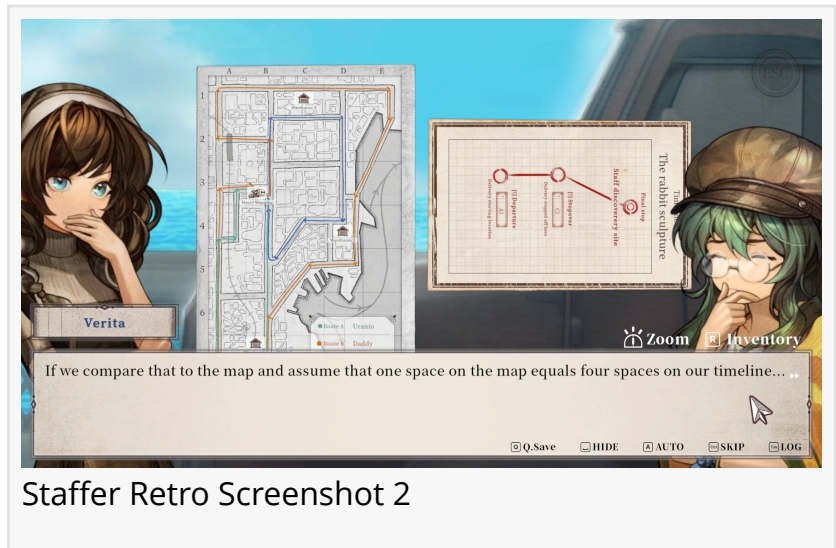 ESC
A B C D E
1
2
3
4
5
6
Route A Uranio
Route B Daddy
The rabbit sculpture
Final stop
Staff discovery site
[?]Stopover
[?]Departure
Verita
Zoom R Inventory
If we compare that to the map and assume that one space on the map equals four spaces on our timeline...
Q Q.Save HIDE A AUTO SKIP LOG
Staffer Retro Screenshot 2